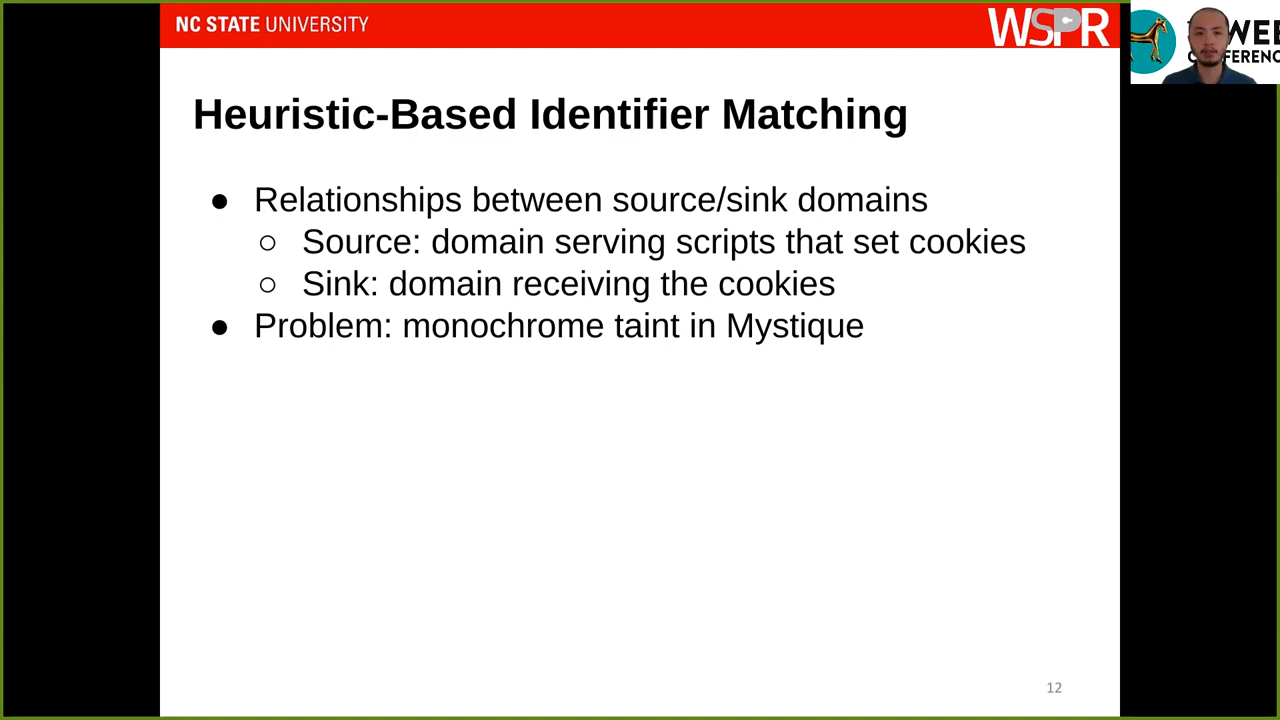 NC STATE UNIVERSITY
WSPR
Heuristic-Based Identifier Matching
● Relationships between source/sink domains
○ Source: domain serving scripts that set cookies
○ Sink: domain receiving the cookies
● Problem: monochrome taint in Mystique
12